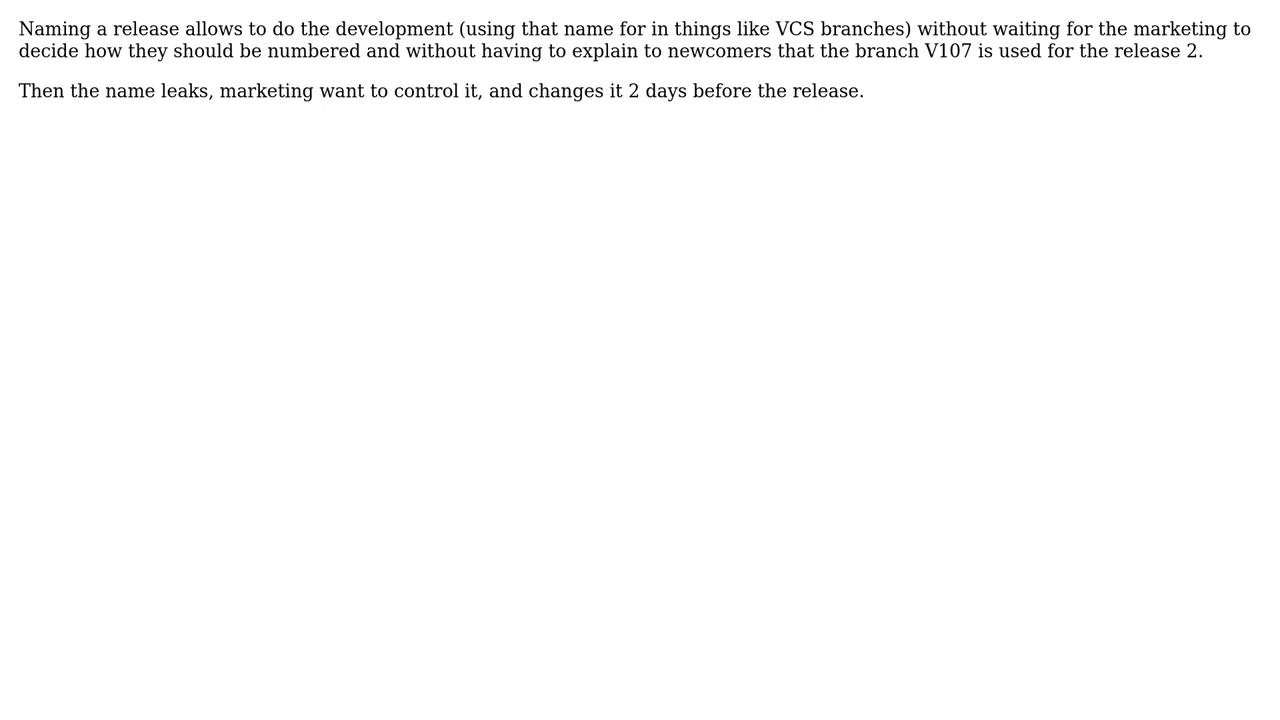 Naming a release allows to do the development (using that name for in things like VCS branches) without waiting for the marketing to
decide how they should be numbered and without having to explain to newcomers that the branch V107 is used for the release 2.
Then the name leaks, marketing want to control it, and changes it 2 days before the release.